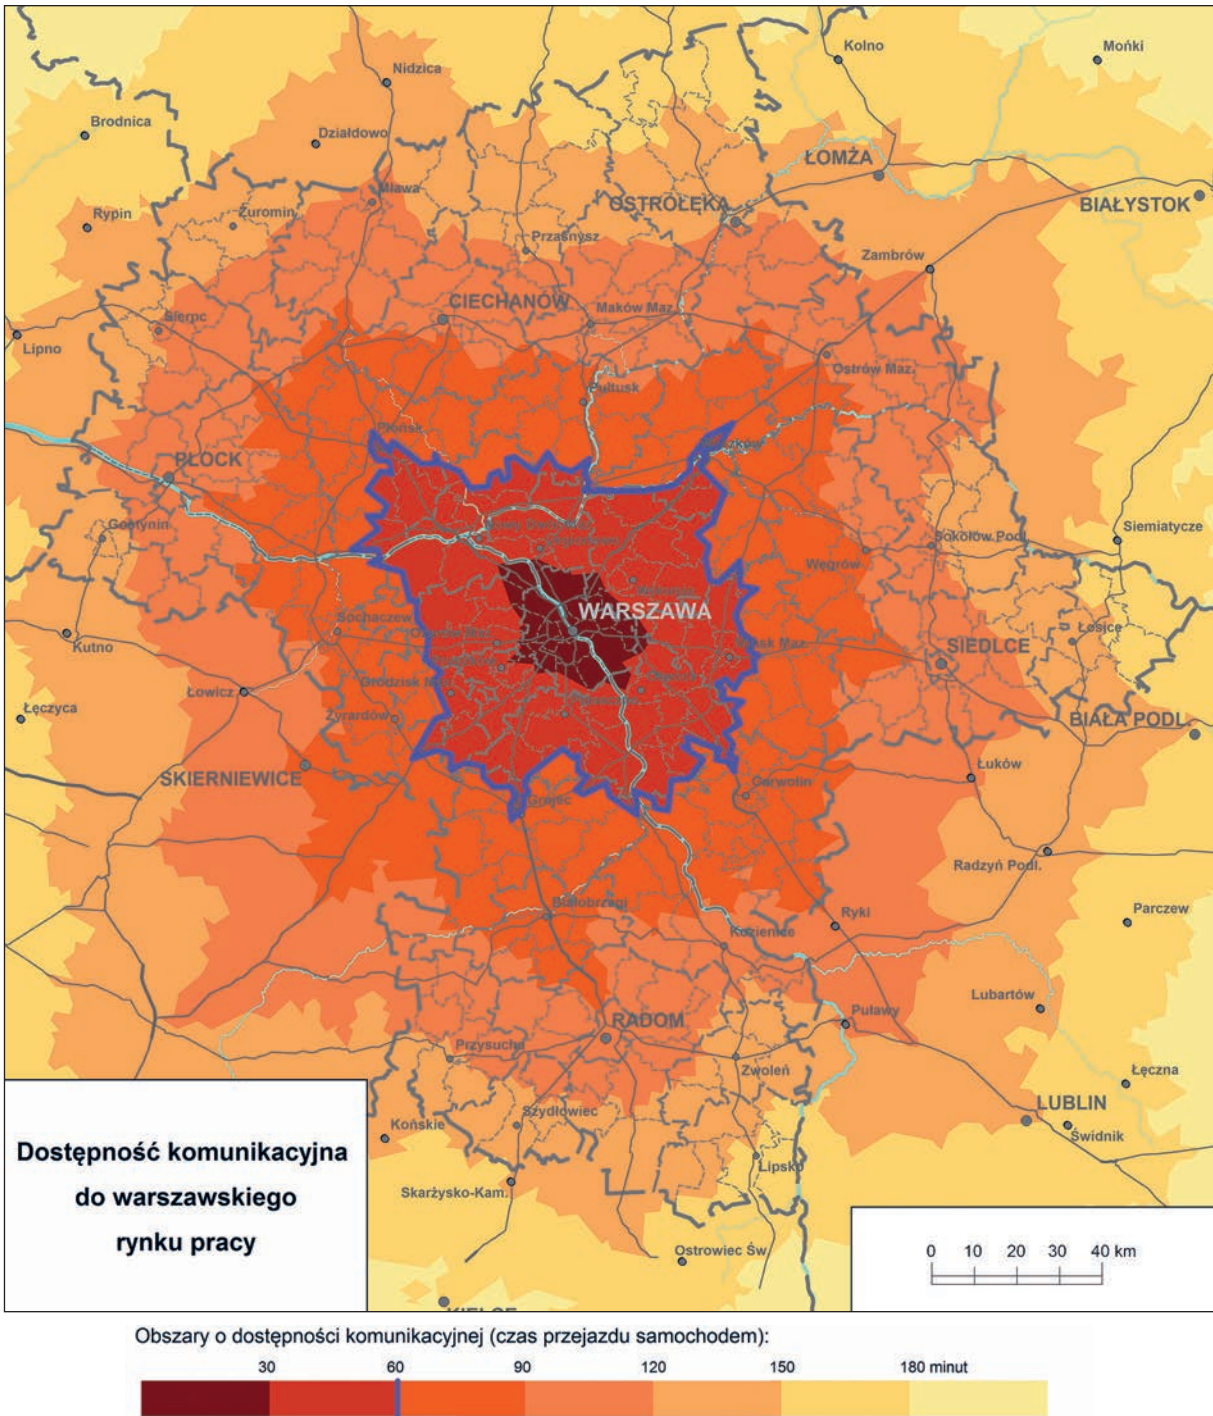 Kolno
Mońki
Nidzica
Brodnica
Działdowo
ŁOMŻA
Mława
BIAŁYSTOK
OSTROŁĘKA
Rypin
Żuromin
Przasnysz
Zambrów
CIECHANÓW
Maków Maz.
Sierpc
Lipno
Ostrów Maz.
Pułtusk
Płońsk
PŁOCK
Gostynin
Siemiatycze
Sokołów Podl.
Węgrów
WARSZAWA
Sochaczew
Łosice
Kutno
SIEDLCE
Grodzisk
Łowicz
Łęczyca
Żyrardów
BIAŁA PODL.
SKIERNIEWICE
Łuków
Garwolin
Grójec
Radzyń Podl.
Białobrzegi
Ryki
Parczew
Kozienice
Lubartów
RADOM
Puławy
Przysucha
Zwoleń
Łęczna
LUBLIN
Szydłowiec
Końskie
Świdnik
Lipsko
Skarżysko-Kam.
Ostrowiec Św.
KIELCE
Dostępność komunikacyjna
do warszawskiego
rynku pracy
0 10 20 30 40 km
Obszary o dostępności komunikacyjnej (czas przejazdu samochodem):
30 60 90 120 150 180 minut